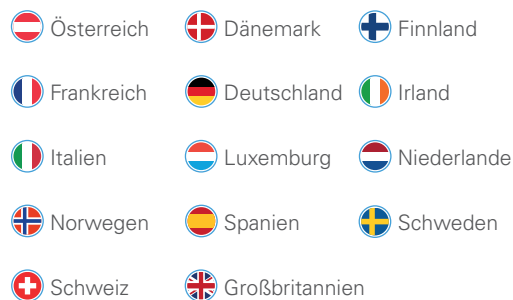 Österreich Dänemark Finnland
Frankreich Deutschland Irland
Italien Luxemburg Niederlande
Norwegen Spanien Schweden
Schweiz Großbritannien